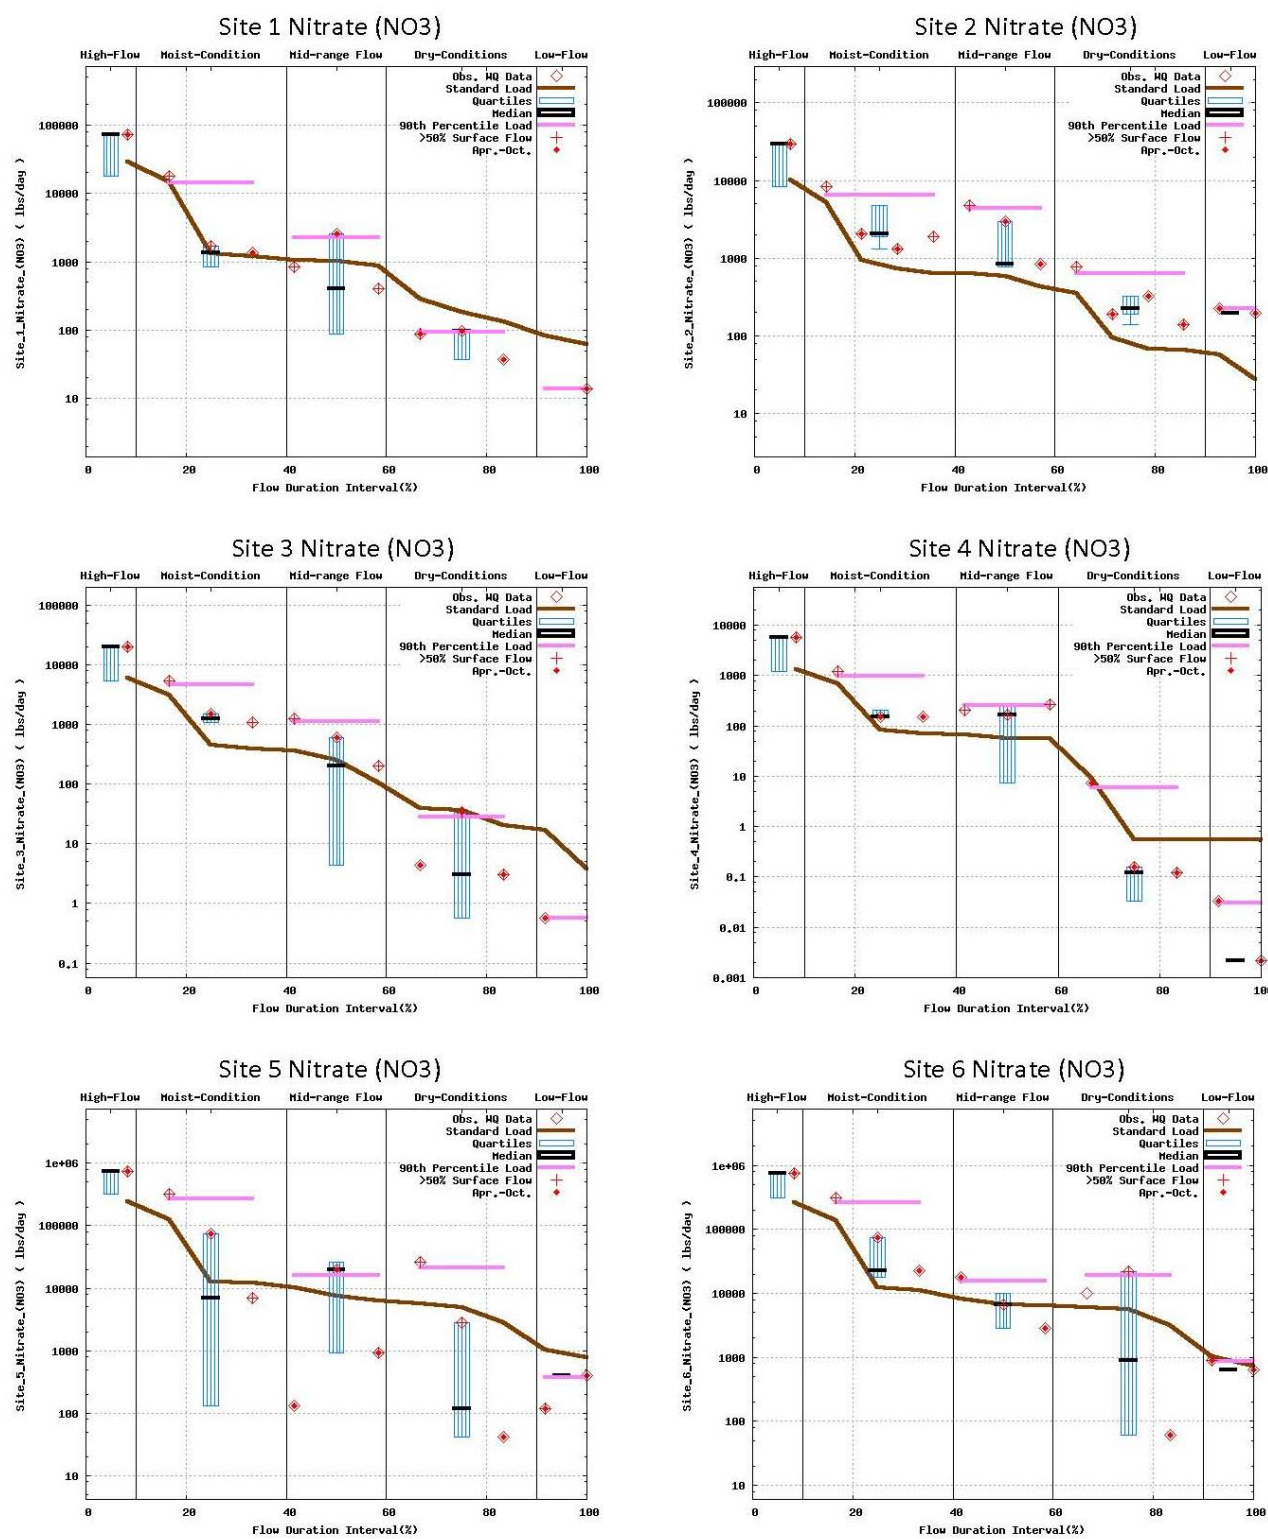 Site 1 Nitrate (NO3)
High-Flow Moist-Condition Mid-range Flow Dry-Conditions Low-Flow
Obs. WQ Data
Standard Load
Quartiles
Median
90th Percentile Load
>50% Surface Flow
Apr.-Oct.
100000
10000
1000
100
10
Site_1_Nitrate_(NO3) ( lbs/day )
0 20 40 60 80 100
Flow Duration Interval(%)
Site 2 Nitrate (NO3)
High-Flow Moist-Condition Mid-range Flow Dry-Conditions Low-Flow
Obs. WQ Data
Standard Load
Quartiles
Median
90th Percentile Load
>50% Surface Flow
Apr.-Oct.
100000
10000
1000
100
10
Site_2_Nitrate_(NO3) ( lbs/day )
0 20 40 60 80 100
Flow Duration Interval(%)
Site 3 Nitrate (NO3)
High-Flow Moist-Condition Mid-range Flow Dry-Conditions Low-Flow
Obs. WQ Data
Standard Load
Quartiles
Median
90th Percentile Load
>50% Surface Flow
Apr.-Oct.
100000
10000
1000
100
10
1
0.1
Site_3_Nitrate_(NO3) ( lbs/day )
0 20 40 60 80 100
Flow Duration Interval(%)
Site 4 Nitrate (NO3)
High-Flow Moist-Condition Mid-range Flow Dry-Conditions Low-Flow
Obs. WQ Data
Standard Load
Quartiles
Median
90th Percentile Load
>50% Surface Flow
Apr.-Oct.
10000
1000
100
10
1
0.1
0.01
0.001
Site_4_Nitrate_(NO3) ( lbs/day )
0 20 40 60 80 100
Flow Duration Interval(%)
Site 5 Nitrate (NO3)
High-Flow Moist-Condition Mid-range Flow Dry-Conditions Low-Flow
Obs. WQ Data
Standard Load
Quartiles
Median
90th Percentile Load
>50% Surface Flow
Apr.-Oct.
1e+06
100000
10000
1000
100
10
Site_5_Nitrate_(NO3) ( lbs/day )
0 20 40 60 80 100
Flow Duration Interval(%)
Site 6 Nitrate (NO3)
High-Flow Moist-Condition Mid-range Flow Dry-Conditions Low-Flow
Obs. WQ Data
Standard Load
Quartiles
Median
90th Percentile Load
>50% Surface Flow
Apr.-Oct.
1e+06
100000
10000
1000
100
10
Site_6_Nitrate_(NO3) ( lbs/day )
0 20 40 60 80 100
Flow Duration Interval(%)